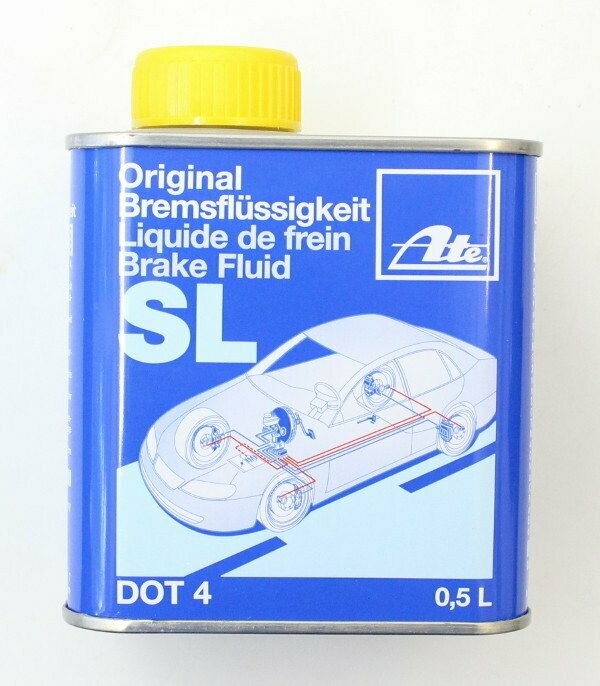 Original
Bremsflüssigkeit
Liquide de frein
Brake Fluid
SL
Ate®
DOT 4
0,5 L